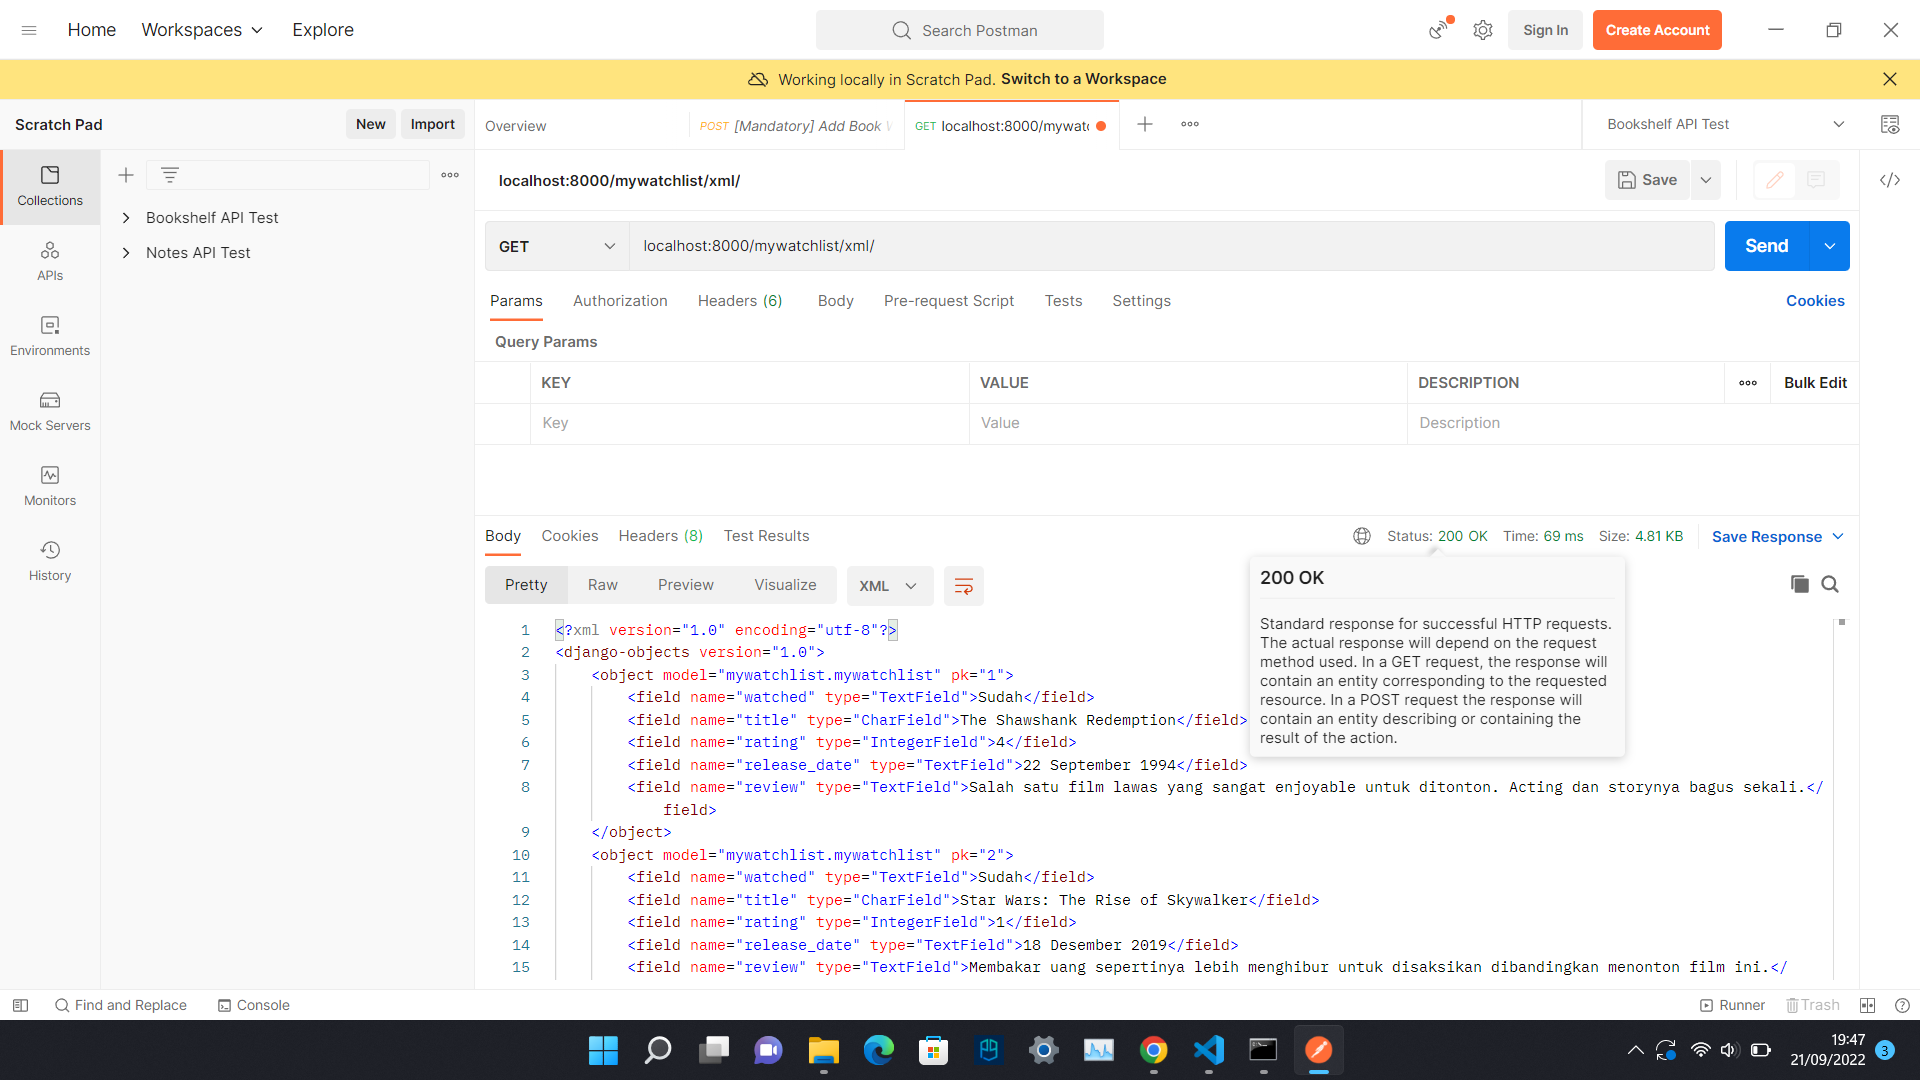 Home
Workspaces
Explore
Search Postman
Sign In
Create Account
Working locally in Scratch Pad. Switch to a Workspace
Scratch Pad
New
Import
Overview
POST [Mandatory] Add Book
GET localhost:8000/mywatc
Bookshelf API Test
Collections
APIs
Environments
Mock Servers
Monitors
History
Bookshelf API Test
Notes API Test
localhost:8000/mywatchlist/xml/
Save
GET
localhost:8000/mywatchlist/xml/
Send
Params
Authorization
Headers (6)
Body
Pre-request Script
Tests
Settings
Cookies
Query Params
KEY
VALUE
DESCRIPTION
Bulk Edit
Key
Value
Description
Body
Cookies
Headers (8)
Test Results
Status: 200 OK
Time: 69 ms
Size: 4.81 KB
Save Response
Pretty
Raw
Preview
Visualize
XML
200 OK
Standard response for successful HTTP requests.
The actual response will depend on the request
method used. In a GET request, the response will
contain an entity corresponding to the requested
resource. In a POST request the response will
contain an entity describing or containing the
result of the action.
1 <?xml version="1.0" encoding="utf-8"?>
2 <django-objects version="1.0">
3 <object model="mywatchlist.mywatchlist" pk="1">
4 <field name="watched" type="TextField">Sudah</field>
5 <field name="title" type="CharField">The Shawshank Redemption</field>
6 <field name="rating" type="IntegerField">4</field>
7 <field name="release_date" type="TextField">22 September 1994</field>
8 <field name="review" type="TextField">Salah satu film lawas yang sangat enjoyable untuk ditonton. Acting dan storynya bagus sekali.</
field>
9 </object>
10 <object model="mywatchlist.mywatchlist" pk="2">
11 <field name="watched" type="TextField">Sudah</field>
12 <field name="title" type="CharField">Star Wars: The Rise of Skywalker</field>
13 <field name="rating" type="IntegerField">1</field>
14 <field name="release_date" type="TextField">18 Desember 2019</field>
15 <field name="review" type="TextField">Membakar uang sepertinya lebih menghibur untuk disaksikan dibandingkan menonton film ini.</
Find and Replace
Console
Runner
Trash
19:47
21/09/2022
3